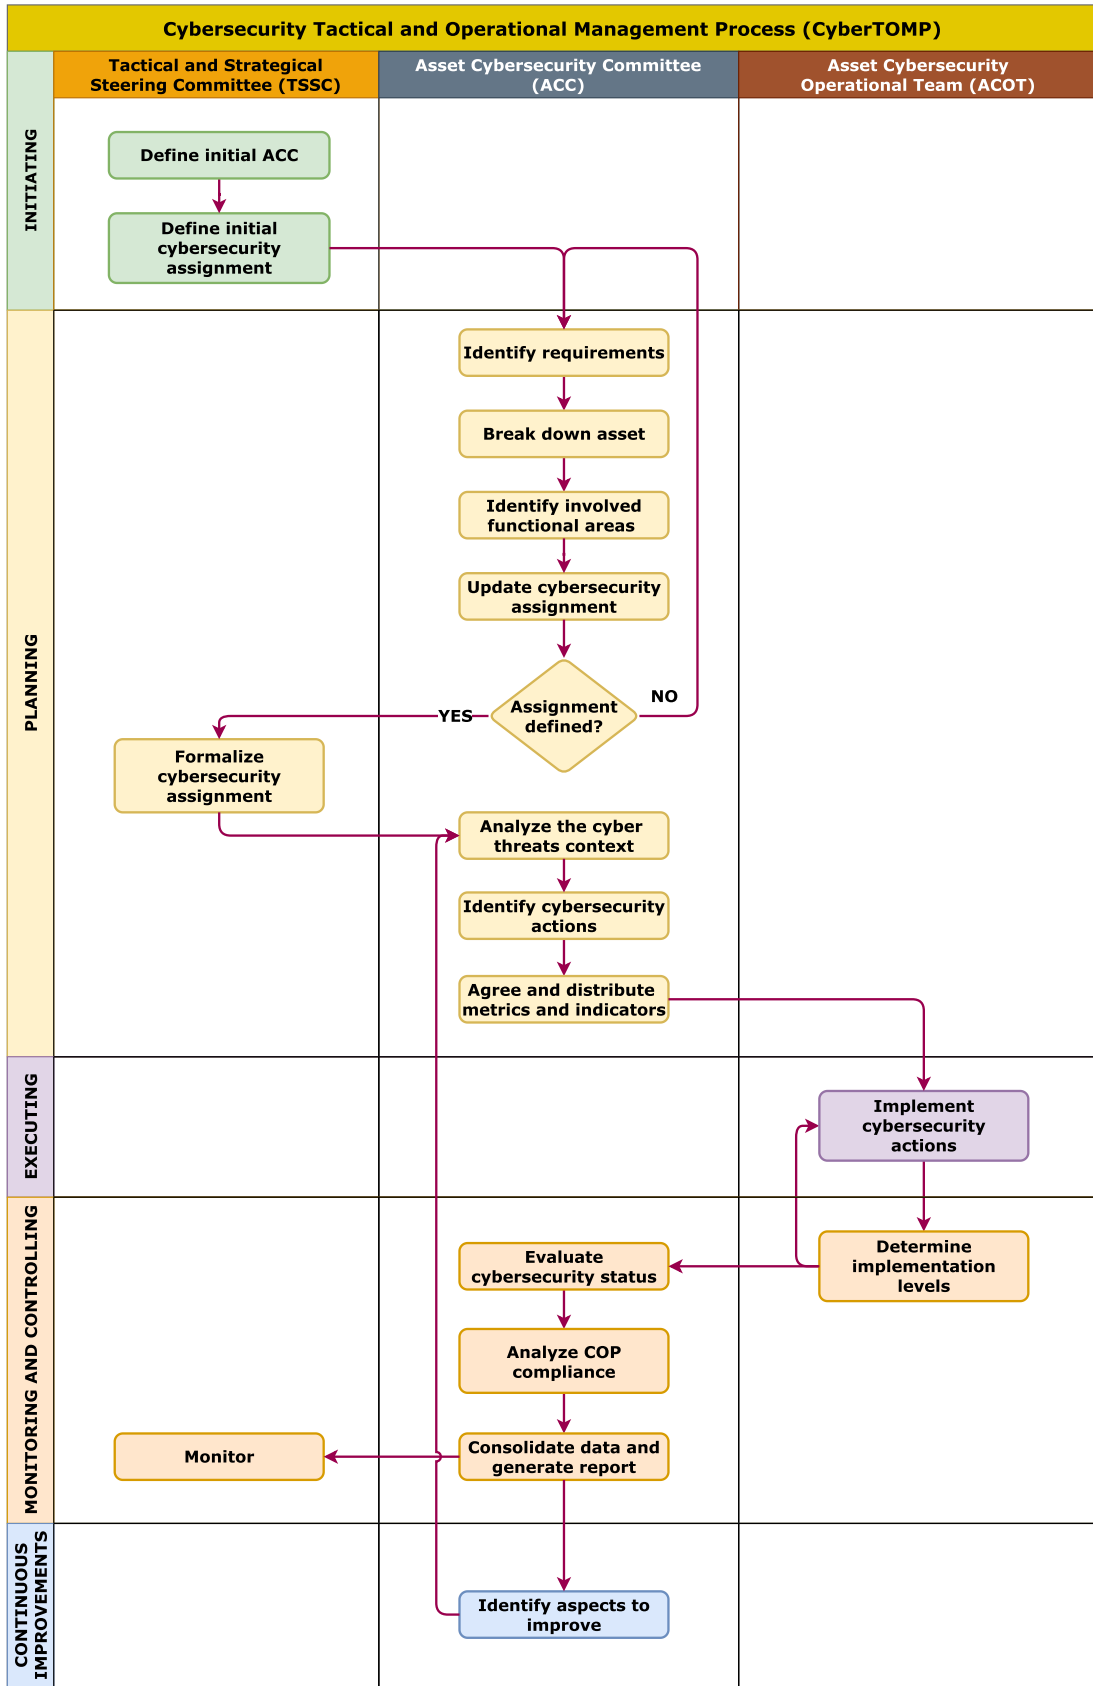 Cybersecurity Tactical and Operational Management Process (CyberTOMP)
Tactical and Strategical
Steering Committee (TSSC)
Asset Cybersecurity Committee
(ACC)
Asset Cybersecurity
Operational Team (ACOT)
INITIATING
Define initial ACC
Define initial
cybersecurity
assignment
PLANNING
Identify requirements
Break down asset
Identify involved
functional areas
Update cybersecurity
assignment
Assignment
defined?
NO
YES
Formalize
cybersecurity
assignment
Analyze the cyber
threats context
Identify cybersecurity
actions
Agree and distribute
metrics and indicators
EXECUTING
Implement
cybersecurity
actions
MONITORING AND CONTROLLING
Determine
implementation
levels
Evaluate
cybersecurity status
Analyze COP
compliance
Consolidate data and
generate report
Monitor
CONTINUOUS
IMPROVEMENTS
Identify aspects to
improve